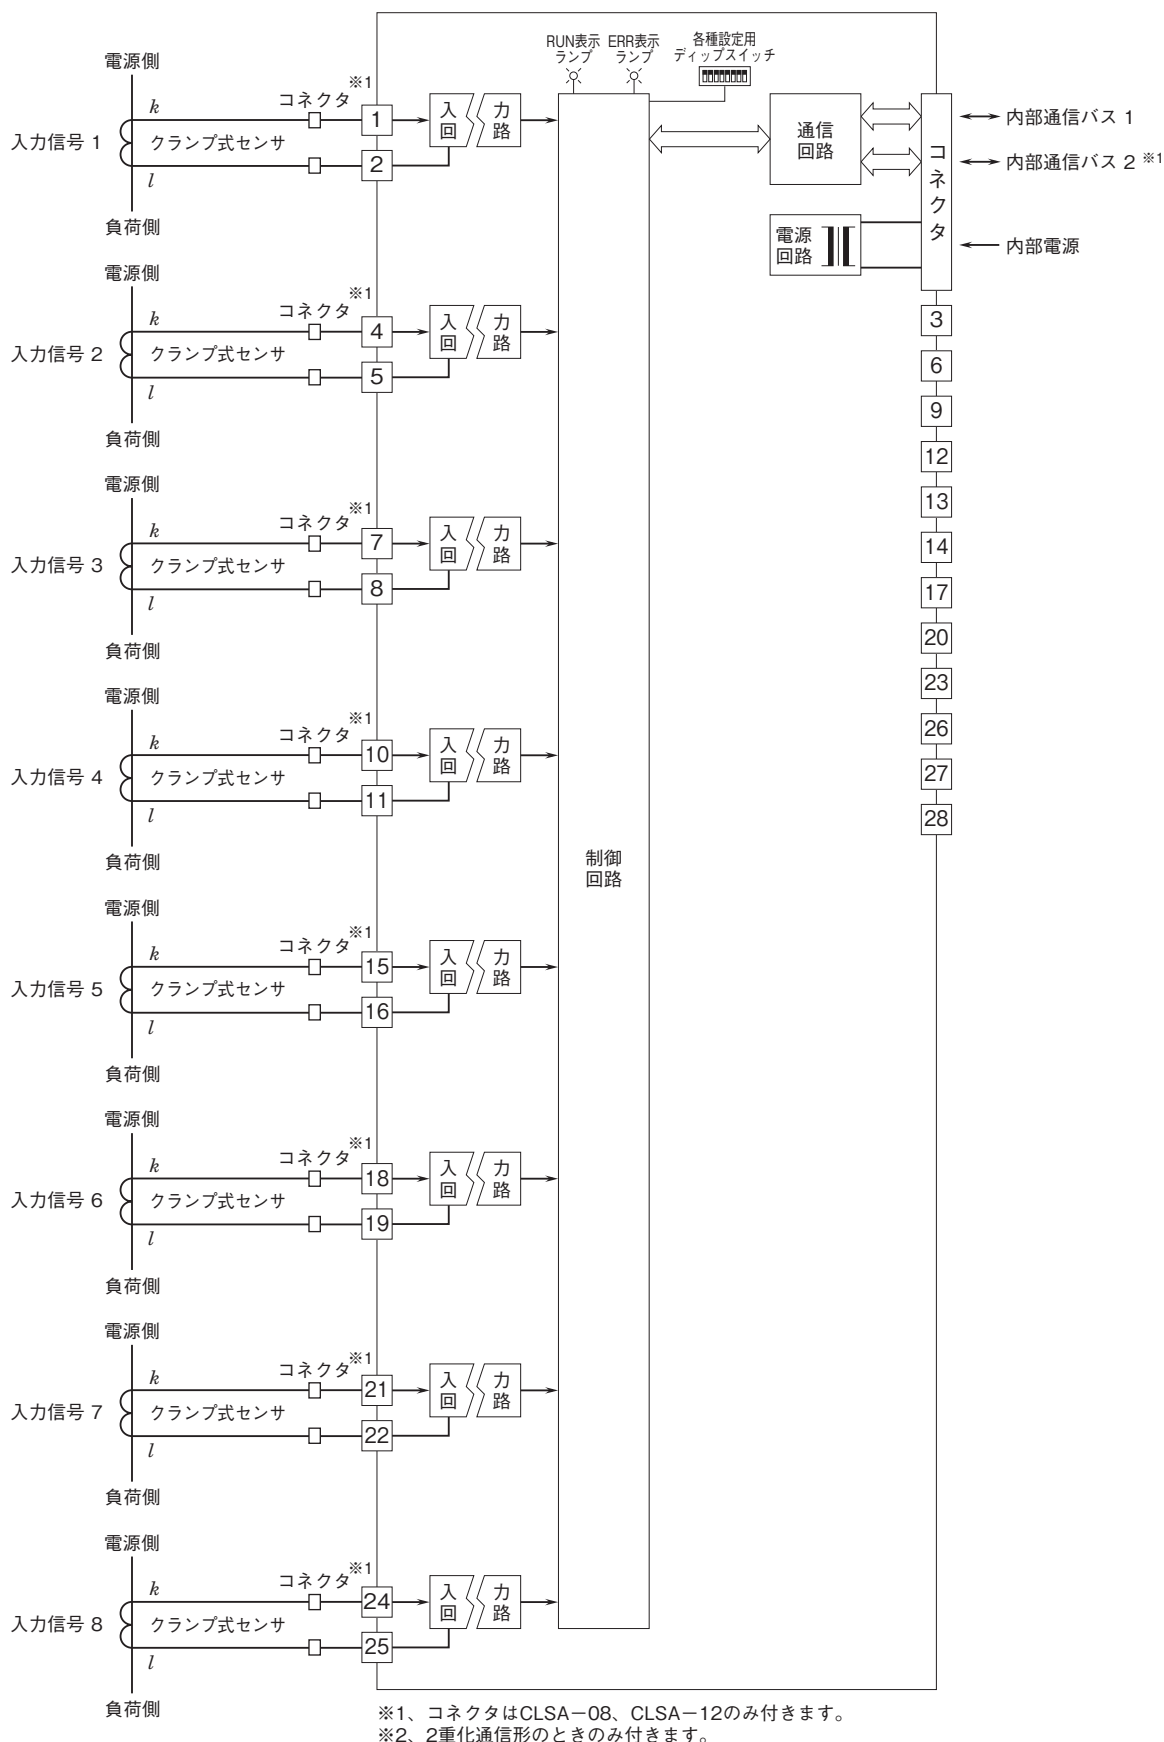 RUN表示
ランプ
ERR表示
ランプ
各種設定用
ディップスイッチ
電源側
k
コネクタ※1
1
入
回
力
路
入力信号 1
クランプ式センサ
2
l
負荷側
通信
回路
コネクタ
内部通信バス 1
内部通信バス 2 ※1
電源
回路
内部電源
電源側
k
コネクタ※1
4
入
回
力
路
入力信号 2
クランプ式センサ
5
l
負荷側
3
6
9
12
13
14
17
20
23
26
27
28
電源側
k
コネクタ※1
7
入
回
力
路
入力信号 3
クランプ式センサ
8
l
負荷側
電源側
k
コネクタ※1
10
入
回
力
路
入力信号 4
クランプ式センサ
11
l
負荷側
制御
回路
電源側
k
コネクタ※1
15
入
回
力
路
入力信号 5
クランプ式センサ
16
l
負荷側
電源側
k
コネクタ※1
18
入
回
力
路
入力信号 6
クランプ式センサ
19
l
負荷側
電源側
k
コネクタ※1
21
入
回
力
路
入力信号 7
クランプ式センサ
22
l
負荷側
電源側
k
コネクタ※1
24
入
回
力
路
入力信号 8
クランプ式センサ
25
l
負荷側
※1、コネクタはCLSA－08、CLSA－12のみ付きます。
※2、2重化通信形のときのみ付きます。